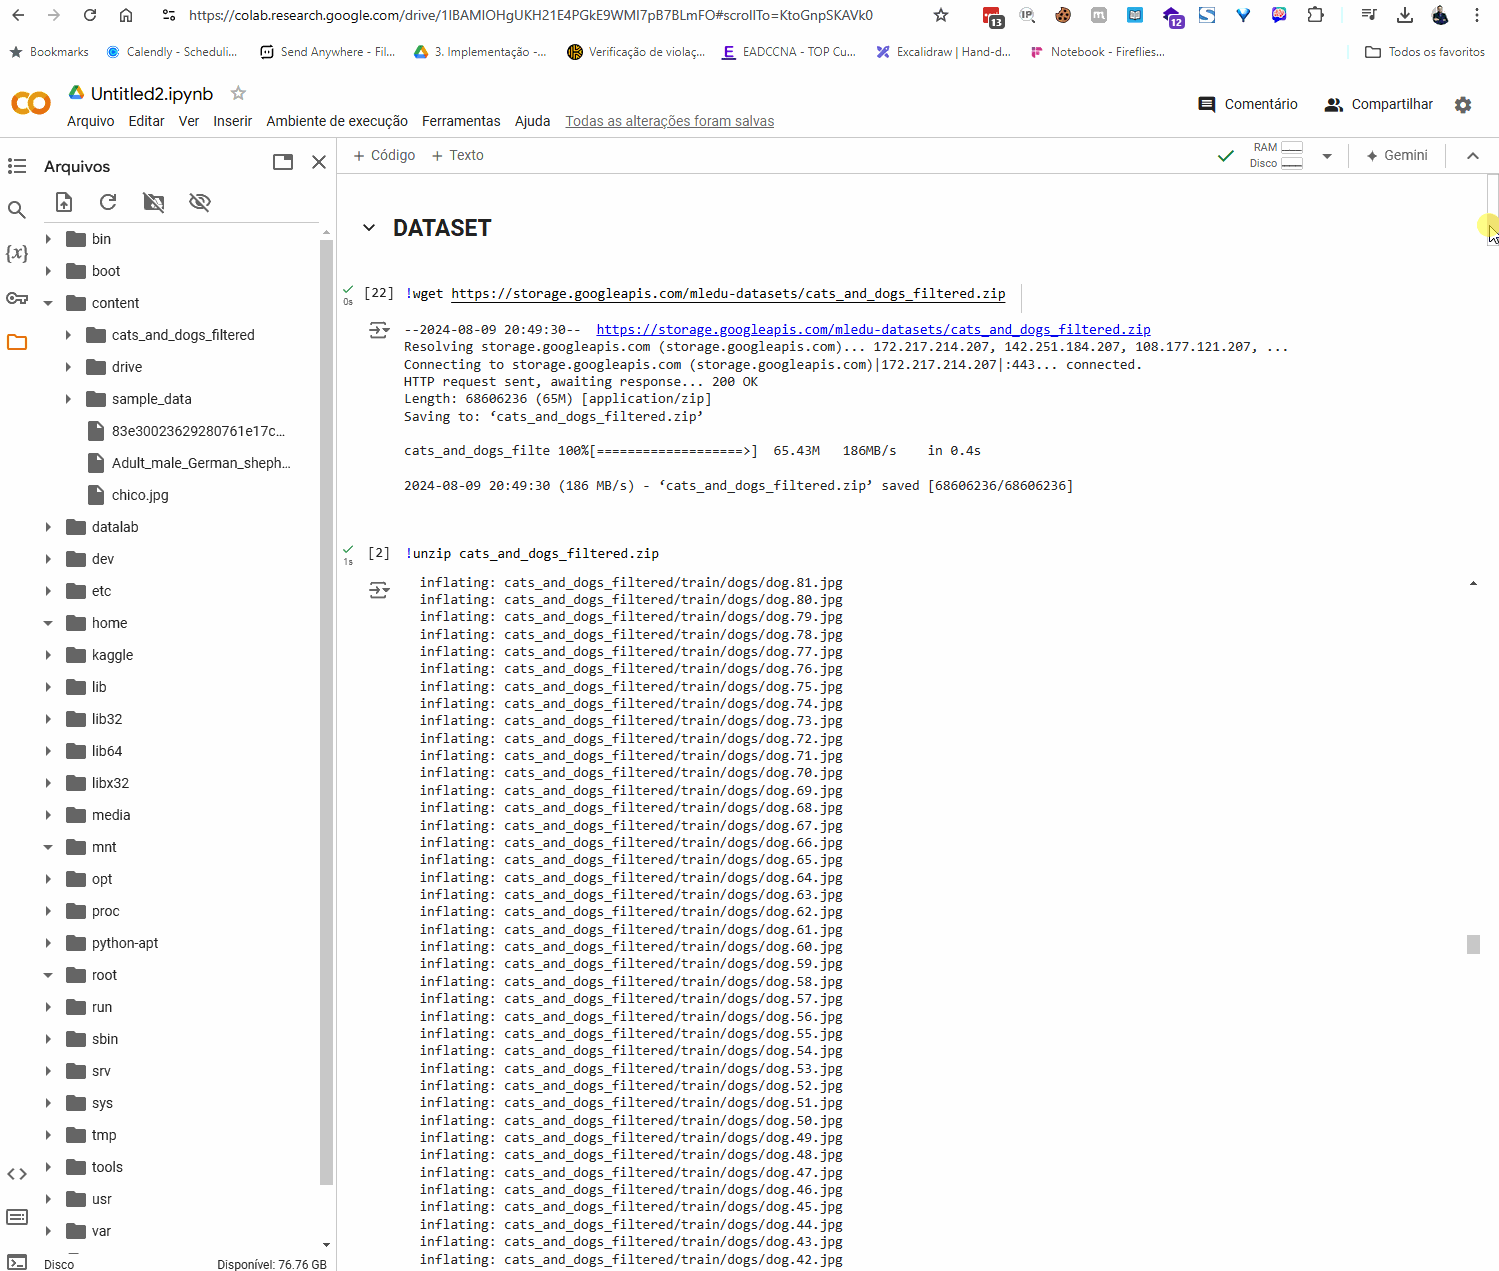 https://colab.research.google.com/drive/1IBAMIOHgUKH21E4PGkE9WMI7pB7BLmFO#scrollTo=KtoGnpSKAVk0
13
IP
m
12
S
Bookmarks
Calendly - Scheduli...
Send Anywhere - Fil...
3. Implementação -...
Verificação de violaç...
E EADCCNA - TOP Cu...
Excalidraw | Hand-d...
Notebook - Fireflies...
Todos os favoritos
CO
Untitled2.ipynb
Arquivo Editar Ver Inserir Ambiente de execução Ferramentas Ajuda Todas as alterações foram salvas
Comentário
Compartilhar
Arquivos
+ Código + Texto
RAM
Disco
Gemini
{x}
bin
boot
content
cats_and_dogs_filtered
drive
sample_data
83e30023629280761e17c...
Adult_male_German_sheph...
chico.jpg
datalab
dev
etc
home
kaggle
lib
lib32
lib64
libx32
media
mnt
opt
proc
python-apt
root
run
sbin
srv
sys
tmp
tools
usr
var
Disco Disponível: 76.76 GB
DATASET
0s
[22] !wget https://storage.googleapis.com/mledu-datasets/cats_and_dogs_filtered.zip
--2024-08-09 20:49:30-- https://storage.googleapis.com/mledu-datasets/cats_and_dogs_filtered.zip
Resolving storage.googleapis.com (storage.googleapis.com)... 172.217.214.207, 142.251.184.207, 108.177.121.207, ...
Connecting to storage.googleapis.com (storage.googleapis.com)|172.217.214.207|:443... connected.
HTTP request sent, awaiting response... 200 OK
Length: 68606236 (65M) [application/zip]
Saving to: ‘cats_and_dogs_filtered.zip’
cats_and_dogs_filte 100%[===================>] 65.43M 186MB/s in 0.4s
2024-08-09 20:49:30 (186 MB/s) - ‘cats_and_dogs_filtered.zip’ saved [68606236/68606236]
1s
[2] !unzip cats_and_dogs_filtered.zip
inflating: cats_and_dogs_filtered/train/dogs/dog.81.jpg
inflating: cats_and_dogs_filtered/train/dogs/dog.80.jpg
inflating: cats_and_dogs_filtered/train/dogs/dog.79.jpg
inflating: cats_and_dogs_filtered/train/dogs/dog.78.jpg
inflating: cats_and_dogs_filtered/train/dogs/dog.77.jpg
inflating: cats_and_dogs_filtered/train/dogs/dog.76.jpg
inflating: cats_and_dogs_filtered/train/dogs/dog.75.jpg
inflating: cats_and_dogs_filtered/train/dogs/dog.74.jpg
inflating: cats_and_dogs_filtered/train/dogs/dog.73.jpg
inflating: cats_and_dogs_filtered/train/dogs/dog.72.jpg
inflating: cats_and_dogs_filtered/train/dogs/dog.71.jpg
inflating: cats_and_dogs_filtered/train/dogs/dog.70.jpg
inflating: cats_and_dogs_filtered/train/dogs/dog.69.jpg
inflating: cats_and_dogs_filtered/train/dogs/dog.68.jpg
inflating: cats_and_dogs_filtered/train/dogs/dog.67.jpg
inflating: cats_and_dogs_filtered/train/dogs/dog.66.jpg
inflating: cats_and_dogs_filtered/train/dogs/dog.65.jpg
inflating: cats_and_dogs_filtered/train/dogs/dog.64.jpg
inflating: cats_and_dogs_filtered/train/dogs/dog.63.jpg
inflating: cats_and_dogs_filtered/train/dogs/dog.62.jpg
inflating: cats_and_dogs_filtered/train/dogs/dog.61.jpg
inflating: cats_and_dogs_filtered/train/dogs/dog.60.jpg
inflating: cats_and_dogs_filtered/train/dogs/dog.59.jpg
inflating: cats_and_dogs_filtered/train/dogs/dog.58.jpg
inflating: cats_and_dogs_filtered/train/dogs/dog.57.jpg
inflating: cats_and_dogs_filtered/train/dogs/dog.56.jpg
inflating: cats_and_dogs_filtered/train/dogs/dog.55.jpg
inflating: cats_and_dogs_filtered/train/dogs/dog.54.jpg
inflating: cats_and_dogs_filtered/train/dogs/dog.53.jpg
inflating: cats_and_dogs_filtered/train/dogs/dog.52.jpg
inflating: cats_and_dogs_filtered/train/dogs/dog.51.jpg
inflating: cats_and_dogs_filtered/train/dogs/dog.50.jpg
inflating: cats_and_dogs_filtered/train/dogs/dog.49.jpg
inflating: cats_and_dogs_filtered/train/dogs/dog.48.jpg
inflating: cats_and_dogs_filtered/train/dogs/dog.47.jpg
inflating: cats_and_dogs_filtered/train/dogs/dog.46.jpg
inflating: cats_and_dogs_filtered/train/dogs/dog.45.jpg
inflating: cats_and_dogs_filtered/train/dogs/dog.44.jpg
inflating: cats_and_dogs_filtered/train/dogs/dog.43.jpg
inflating: cats_and_dogs_filtered/train/dogs/dog.42.jpg